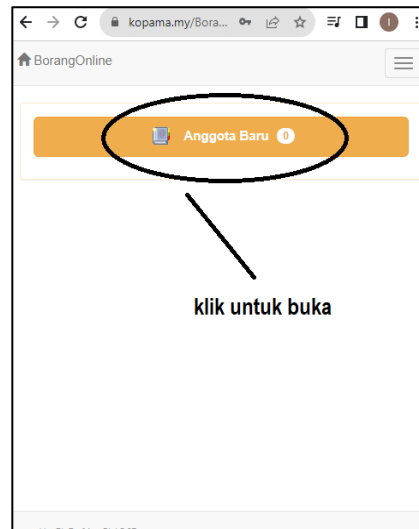 kopama.my/Bora...
I
BorangOnline
Anggota Baru 0
klik untuk buka